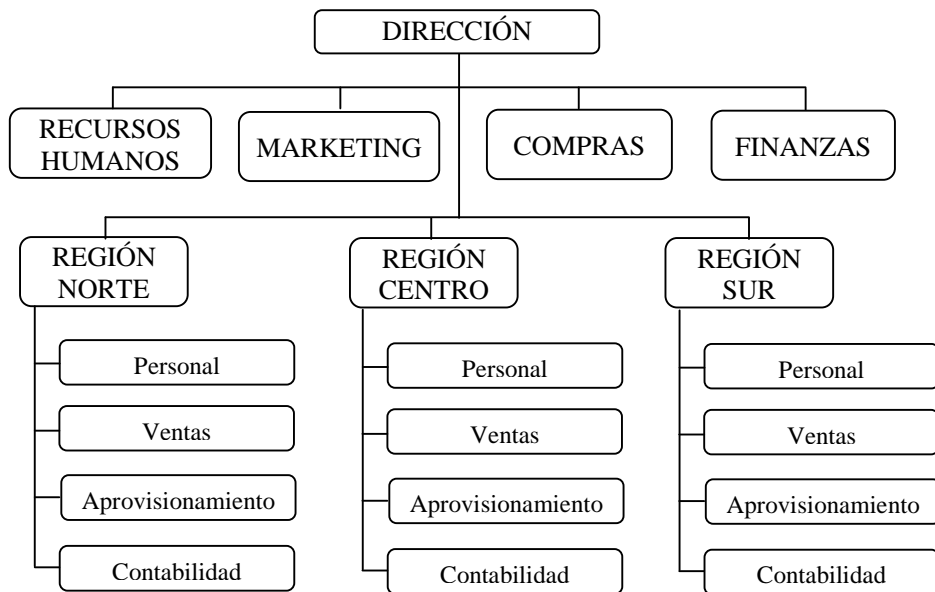 DIRECCIÓN
RECURSOS
HUMANOS
MARKETING
COMPRAS
FINANZAS
REGIÓN
NORTE
REGIÓN
CENTRO
REGIÓN
SUR
Personal
Ventas
Aprovisionamiento
Contabilidad
Personal
Ventas
Aprovisionamiento
Contabilidad
Personal
Ventas
Aprovisionamiento
Contabilidad